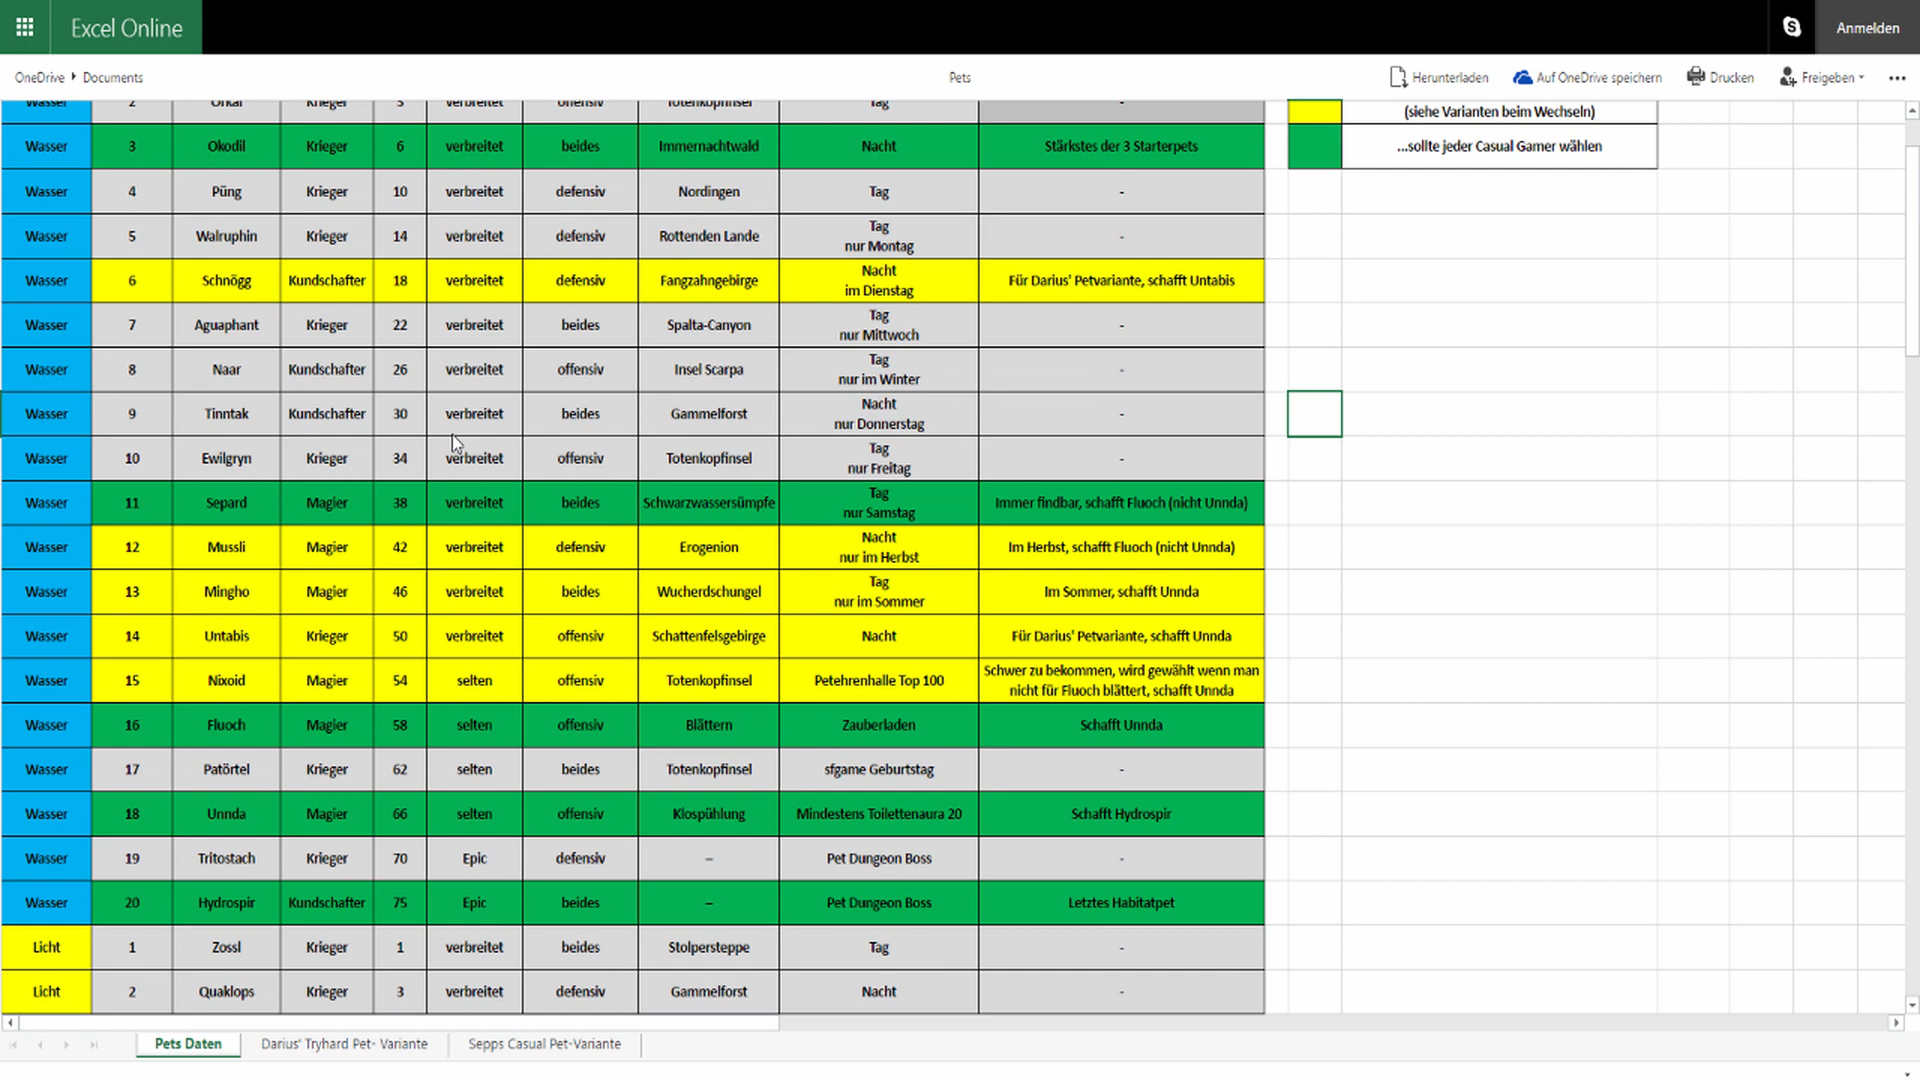 Excel Online
Anmelden
OneDrive ▸ Documents
Pets
Herunterladen
Auf OneDrive speichern
Drucken
Freigeben
Wasser 2 Orkal Krieger 3 verbreitet offensiv Totenkopfinsel Tag -
(siehe Varianten beim Wechseln)
Wasser 3 Okodil Krieger 6 verbreitet beides Immernachtwald Nacht Stärkstes der 3 Starterpets
...sollte jeder Casual Gamer wählen
Wasser 4 Püng Krieger 10 verbreitet defensiv Nordingen Tag -
Wasser 5 Walruphin Krieger 14 verbreitet defensiv Rottenden Lande Tag
nur Montag -
Wasser 6 Schnögg Kundschafter 18 verbreitet defensiv Fangzahngebirge Nacht
im Dienstag Für Darius' Petvariante, schafft Untabis
Wasser 7 Aguaphant Krieger 22 verbreitet beides Spalta-Canyon Tag
nur Mittwoch -
Wasser 8 Naar Kundschafter 26 verbreitet offensiv Insel Scarpa Tag
nur im Winter -
Wasser 9 Tinntak Kundschafter 30 verbreitet beides Gammelforst Nacht
nur Donnerstag -
Wasser 10 Ewilgryn Krieger 34 verbreitet offensiv Totenkopfinsel Tag
nur Freitag -
Wasser 11 Separd Magier 38 verbreitet beides Schwarzwassersümpfe Tag
nur Samstag Immer findbar, schafft Fluoch (nicht Unnda)
Wasser 12 Mussli Magier 42 verbreitet defensiv Erogenion Nacht
nur im Herbst Im Herbst, schafft Fluoch (nicht Unnda)
Wasser 13 Mingho Magier 46 verbreitet beides Wucherdschungel Tag
nur im Sommer Im Sommer, schafft Unnda
Wasser 14 Untabis Krieger 50 verbreitet offensiv Schattenfelsgebirge Nacht Für Darius' Petvariante, schafft Unnda
Wasser 15 Nixoid Magier 54 selten offensiv Totenkopfinsel Petehrenhalle Top 100 Schwer zu bekommen, wird gewählt wenn man
nicht für Fluoch blättert, schafft Unnda
Wasser 16 Fluoch Magier 58 selten offensiv Blättern Zauberladen Schafft Unnda
Wasser 17 Patörtel Krieger 62 selten beides Totenkopfinsel sfgame Geburtstag -
Wasser 18 Unnda Magier 66 selten offensiv Klospühlung Mindestens Toilettenaura 20 Schafft Hydrospir
Wasser 19 Tritostach Krieger 70 Epic defensiv – Pet Dungeon Boss -
Wasser 20 Hydrospir Kundschafter 75 Epic beides – Pet Dungeon Boss Letztes Habitatpet
Licht 1 Zossl Krieger 1 verbreitet beides Stolpersteppe Tag -
Licht 2 Quaklops Krieger 3 verbreitet defensiv Gammelforst Nacht -
Pets Daten
Darius' Tryhard Pet- Variante
Sepps Casual Pet-Variante